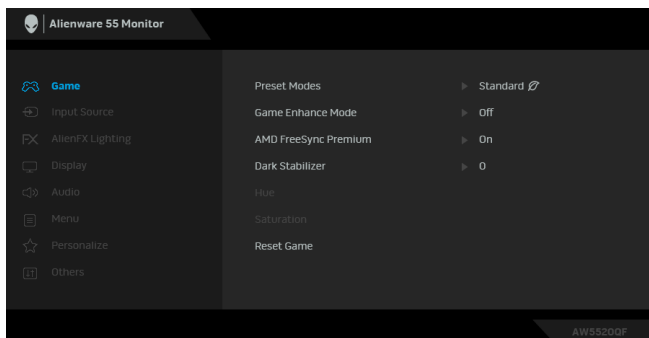 Alienware 55 Monitor
Game
Preset Modes
Standard
Input Source
Game Enhance Mode
Off
AlienFX Lighting
AMD FreeSync Premium
On
Display
Dark Stabilizer
0
Audio
Hue
Menu
Saturation
Personalize
Reset Game
Others
AW5520QF